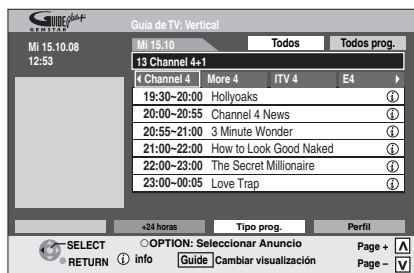 GUIDE Plus+
GEMSTAR
Guía de TV: Vertical
Mi 15.10.08
12:53
Mi 15.10 Todos Todos prog.
13 Channel 4+1
Channel 4 More 4 ITV 4 E4
19:30~20:00 Hollyoaks
20:00~20:55 Channel 4 News
20:55~21:00 3 Minute Wonder
21:00~22:00 How to Look Good Naked
22:00~23:00 The Secret Millionaire
23:00~00:05 Love Trap
+24 horas Tipo prog. Perfil
SELECT OPTION: Seleccionar Anuncio Page +
RETURN i info Guide Cambiar visualización Page –